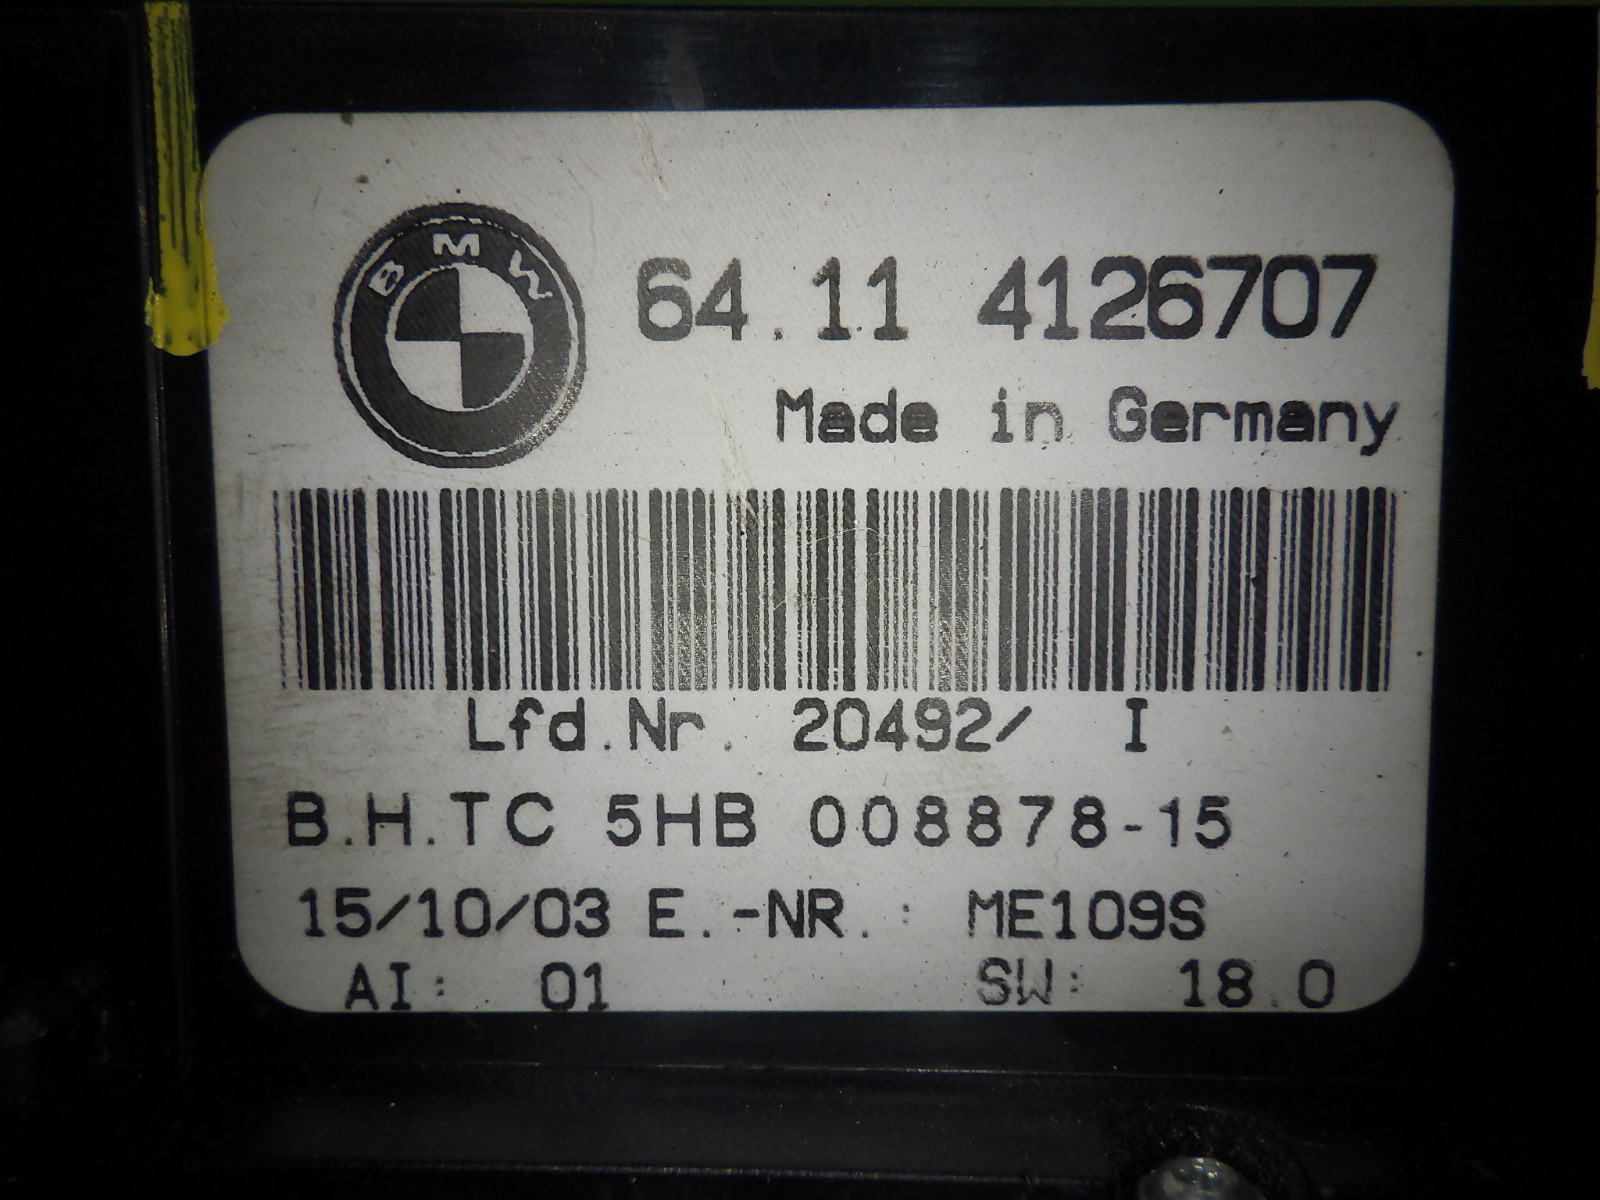 BMW
64.11 4126707
Made in Germany
Lfd.Nr. 20492/ I
B.H.TC 5HB 008878-15
15/10/03 E.-NR.: ME109S
AI: 01 SW: 18.0